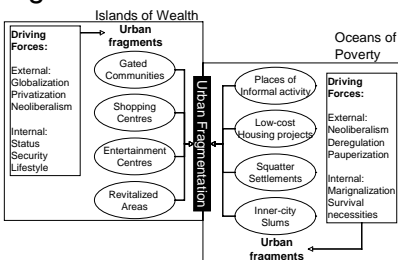 Islands of Wealth
Driving
Forces:
External:
Globalization
Privatization
Neoliberalism
Internal:
Status
Security
Lifestyle
Urban
fragments
Gated
Communities
Shopping
Centres
Entertainment
Centres
Revitalized
Areas
Urban Fragmentation
Oceans of
Poverty
Places of
Informal activity
Low-cost
Housing projects
Squatter
Settlements
Inner-city
Slums
Urban
fragments
Driving
Forces:
External:
Neoliberalism
Deregulation
Pauperization
Internal:
Marignalization
Survival
necessities